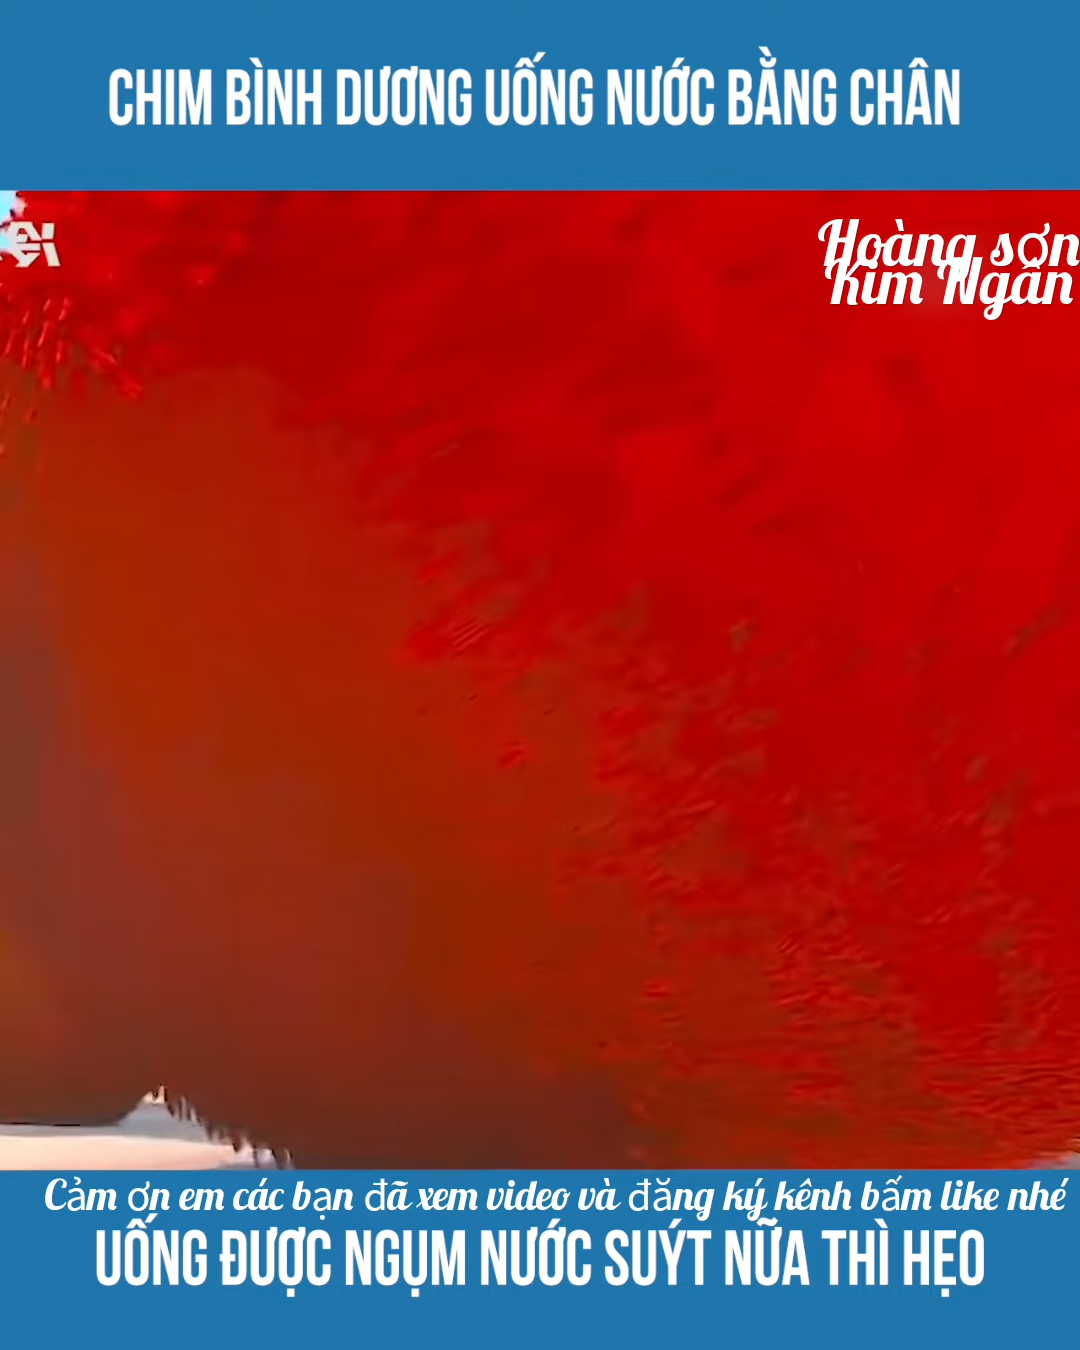 CHIM BÌNH DƯƠNG UỐNG NƯỚC BẰNG CHÂN
Hoàng sơn
Kim Ngân
Cảm ơn em các bạn đã xem video và đăng ký kênh bấm like nhé
UỐNG ĐƯỢC NGỤM NƯỚC SUÝT NỮA THÌ HẸO